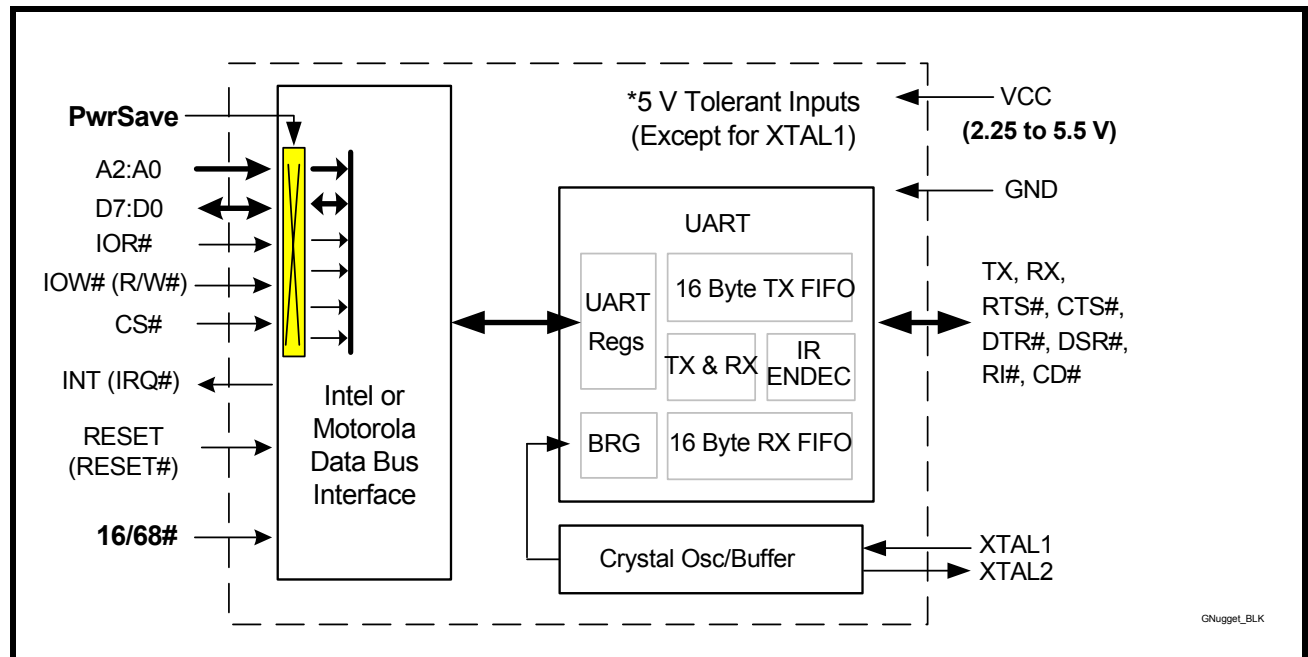 PwrSave
A2:A0
D7:D0
IOR#
IOW# (R/W#)
CS#
INT (IRQ#)
RESET
(RESET#)
16/68#
Intel or
Motorola
Data Bus
Interface
*5 V Tolerant Inputs
(Except for XTAL1)
UART
UART
Regs
16 Byte TX FIFO
TX & RX
IR
ENDEC
BRG
16 Byte RX FIFO
Crystal Osc/Buffer
VCC
(2.25 to 5.5 V)
GND
TX, RX,
RTS#, CTS#,
DTR#, DSR#,
RI#, CD#
XTAL1
XTAL2
GNugget_BLK